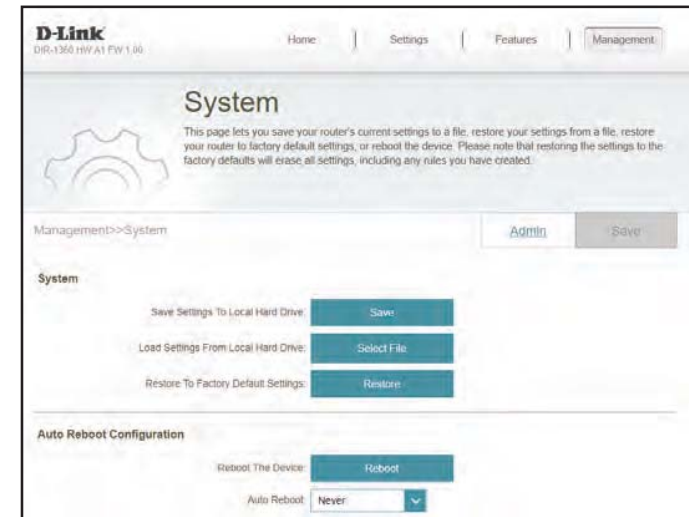 D-Link
DIR-1360 HW:A1 FW:1.00
Home | Settings | Features | Management
System
This page lets you save your router's current settings to a file, restore your settings from a file, restore
your router to factory default settings, or reboot the device. Please note that restoring the settings to the
factory defaults will erase all settings, including any rules you have created.
Management>>System
Admin
Save
System
Save Settings To Local Hard Drive: Save
Load Settings From Local Hard Drive: Select File
Restore To Factory Default Settings: Restore
Auto Reboot Configuration
Reboot The Device: Reboot
Auto Reboot: Never